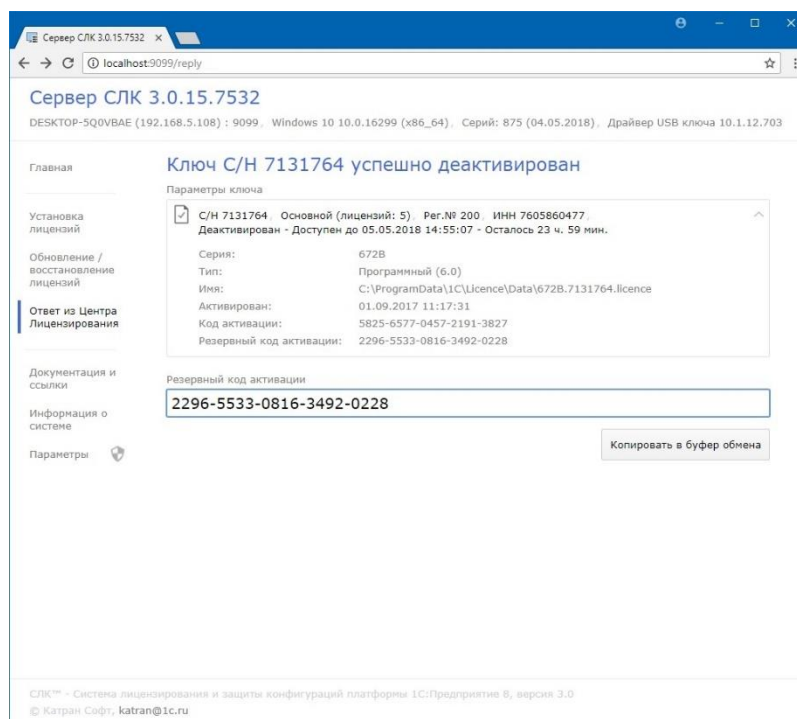 Сервер СЛК 3.0.15.7532
localhost:9099/reply
Сервер СЛК 3.0.15.7532
DESKTOP-5Q0VBAE (192.168.5.108) : 9099, Windows 10 10.0.16299 (x86_64), Серий: 875 (04.05.2018), Драйвер USB ключа 10.1.12.703
Главная
Установка
лицензий
Обновление /
восстановление
лицензий
Ответ из Центра
Лицензирования
Документация и
ссылки
Информация о
системе
Параметры
Ключ С/Н 7131764 успешно деактивирован
Параметры ключа
С/Н 7131764, Основной (лицензий: 5), Рег.№ 200, ИНН 7605860477,
Деактивирован - Доступен до 05.05.2018 14:55:07 - Осталось 23 ч. 59 мин.
Серия: 672B
Тип: Программный (6.0)
Имя: C:\ProgramData\1C\Licence\Data\672B.7131764.licence
Активирован: 01.09.2017 11:17:31
Код активации: 5825-6577-0457-2191-3827
Резервный код активации: 2296-5533-0816-3492-0228
Резервный код активации
2296-5533-0816-3492-0228
Копировать в буфер обмена
СЛК™ - Система лицензирования и защиты конфигураций платформы 1С:Предприятие 8, версия 3.0
© Катран Софт, katran@1c.ru